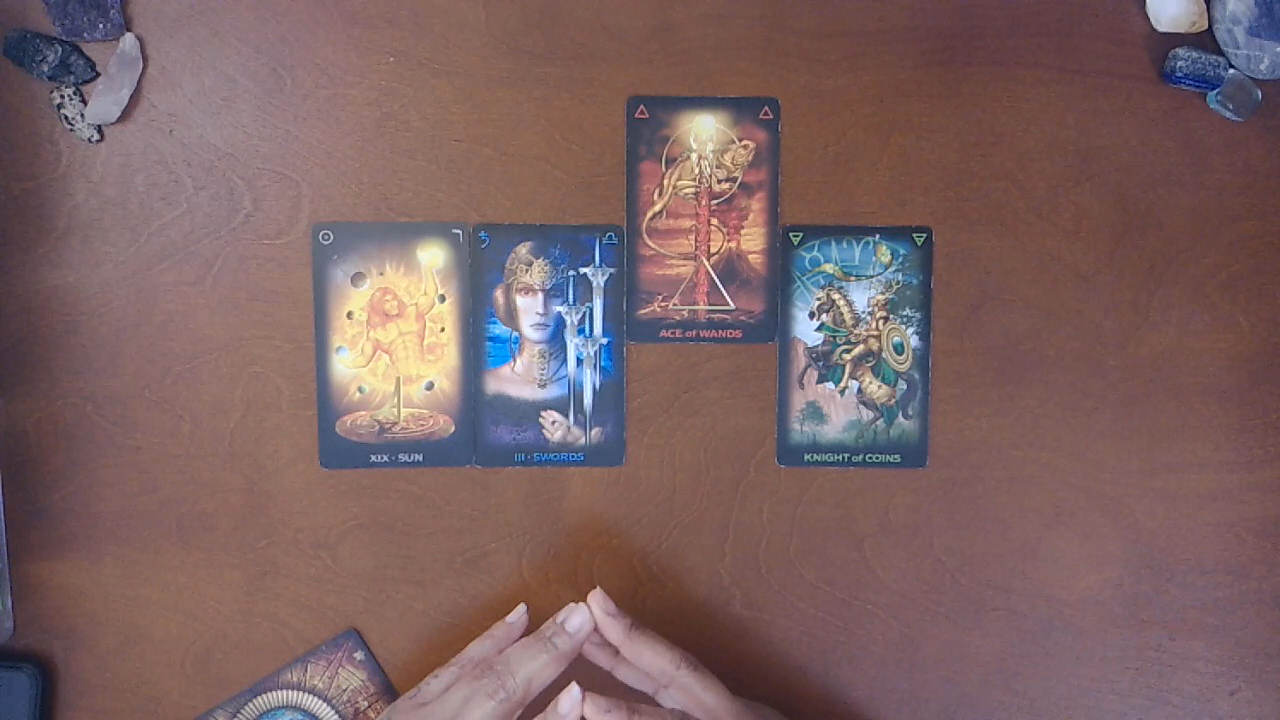 ACE of WANDS
XIX · SUN
III · SWORDS
KNIGHT of COINS